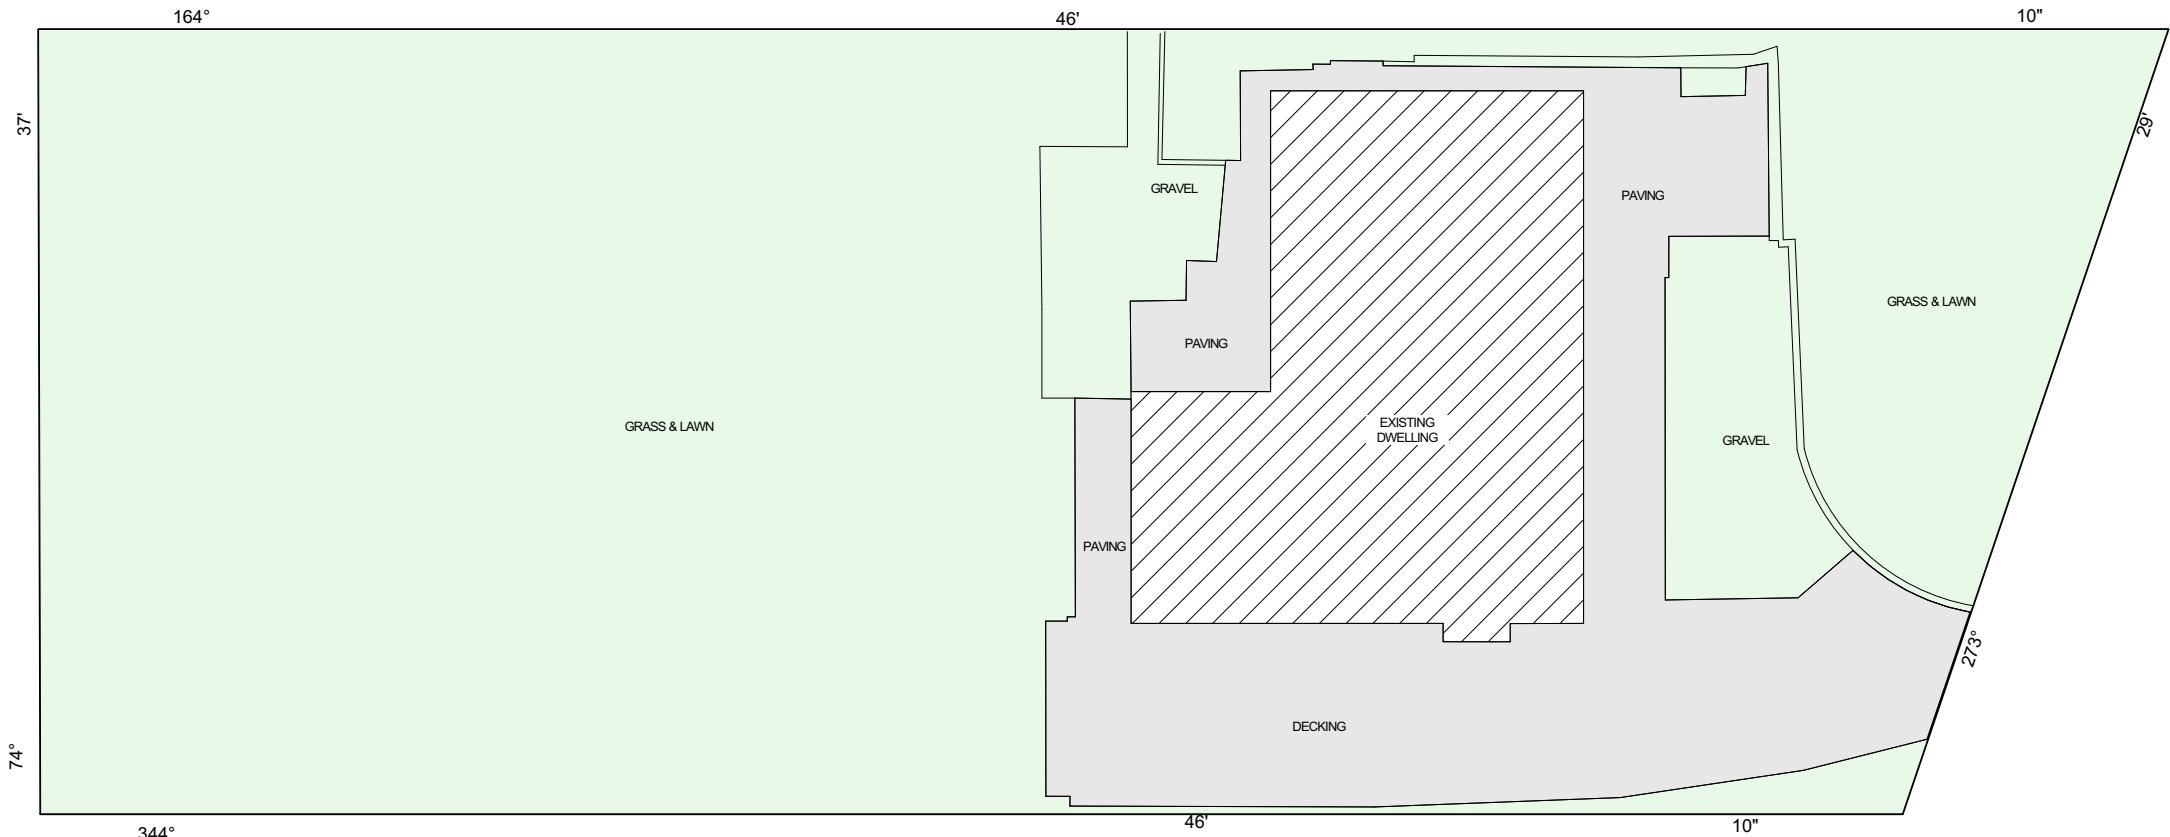 164°
46'
10"
37'
29'
GRAVEL
PAVING
GRASS & LAWN
PAVING
GRASS & LAWN
EXISTING
DWELLING
GRAVEL
PAVING
273°
DECKING
74°
344°
46'
10"